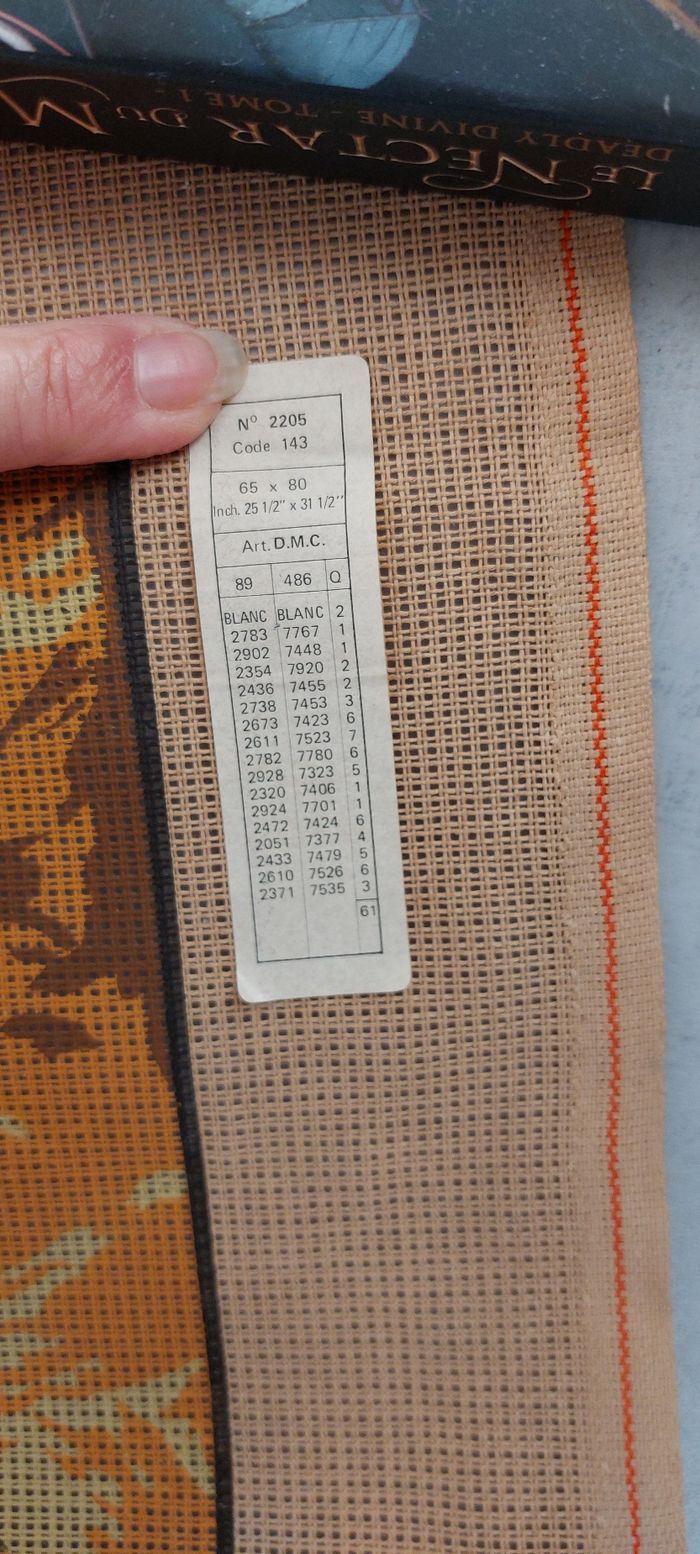 LE NECTAR DU M
DEADLY DIVINE - TOME 1 -
Nº 2205
Code 143
65 x 80
Inch. 25 1/2" x 31 1/2"
Art. D.M.C.
89 486 Q
BLANC BLANC 2
2783 7767 1
2902 7448 1
2354 7920 2
2436 7455 2
2738 7453 3
2673 7423 6
2611 7523 7
2782 7780 6
2928 7323 5
2320 7406 1
2924 7701 1
2472 7424 6
2051 7377 4
2433 7479 5
2610 7526 6
2371 7535 3
61